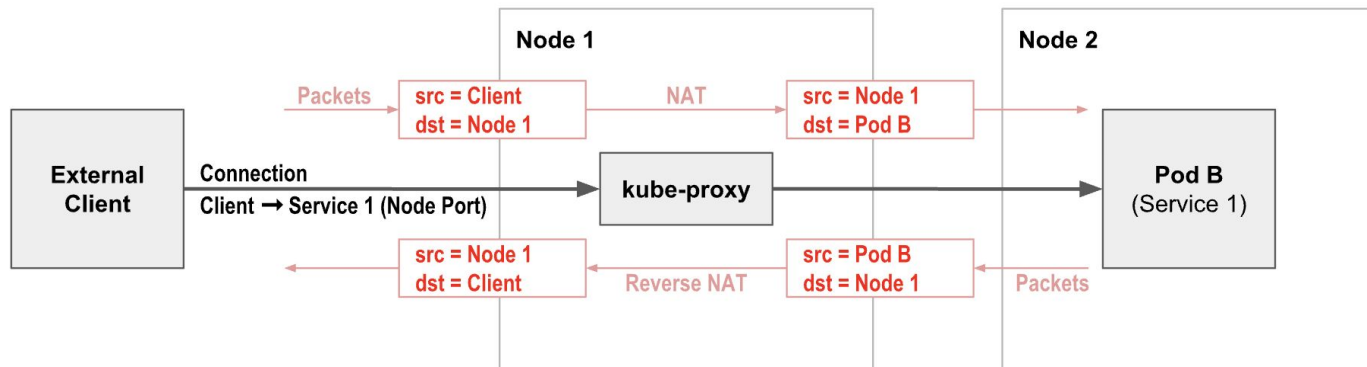 Node 1
Node 2
Packets
src = Client
dst = Node 1
NAT
src = Node 1
dst = Pod B
External
Client
Connection
Client → Service 1 (Node Port)
kube-proxy
Pod B
(Service 1)
src = Node 1
dst = Client
Reverse NAT
src = Pod B
dst = Node 1
Packets